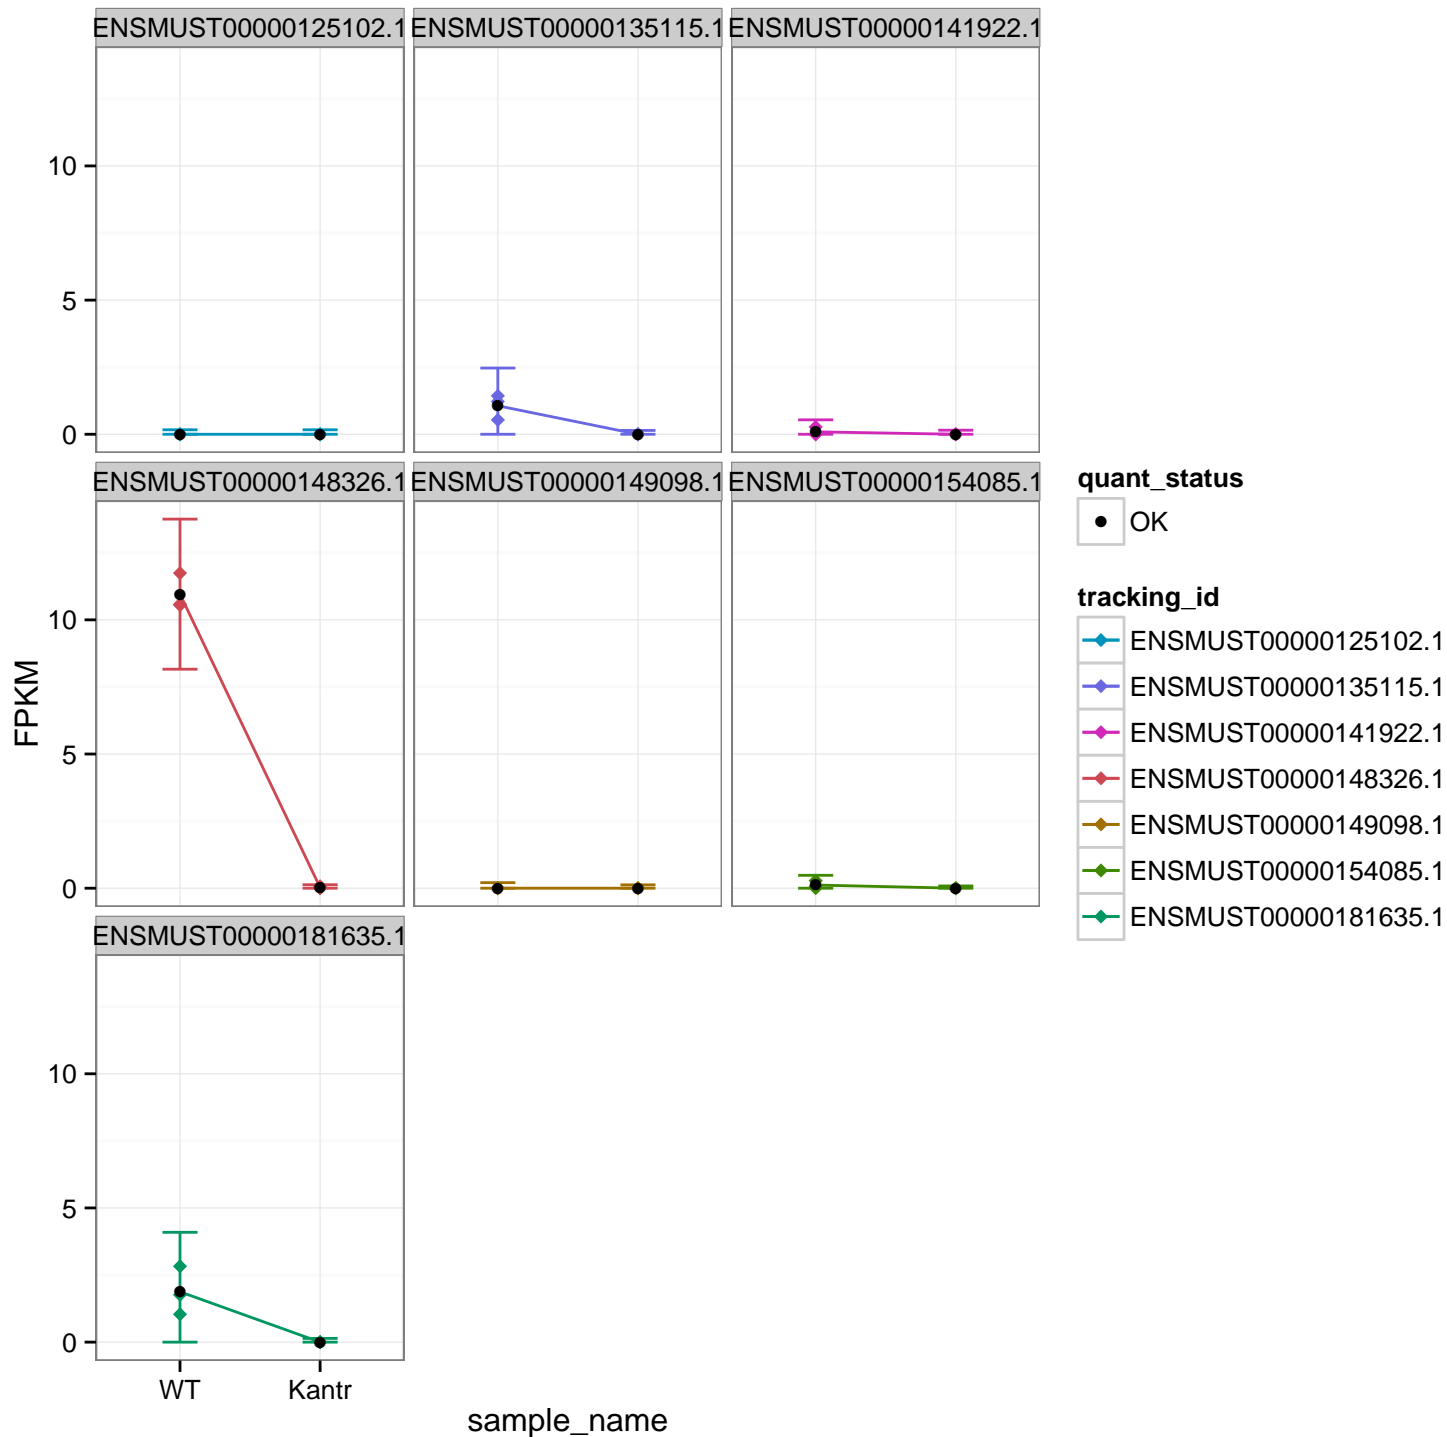 ENSMUST00000125102.1 ENSMUST00000135115.1 ENSMUST00000141922.1
10
5
0
ENSMUST00000148326.1 ENSMUST00000149098.1 ENSMUST00000154085.1
10
5
0
ENSMUST00000181635.1
10
5
0
WT Kantr
sample_name
FPKM
quant_status
OK
tracking_id
ENSMUST00000125102.1
ENSMUST00000135115.1
ENSMUST00000141922.1
ENSMUST00000148326.1
ENSMUST00000149098.1
ENSMUST00000154085.1
ENSMUST00000181635.1